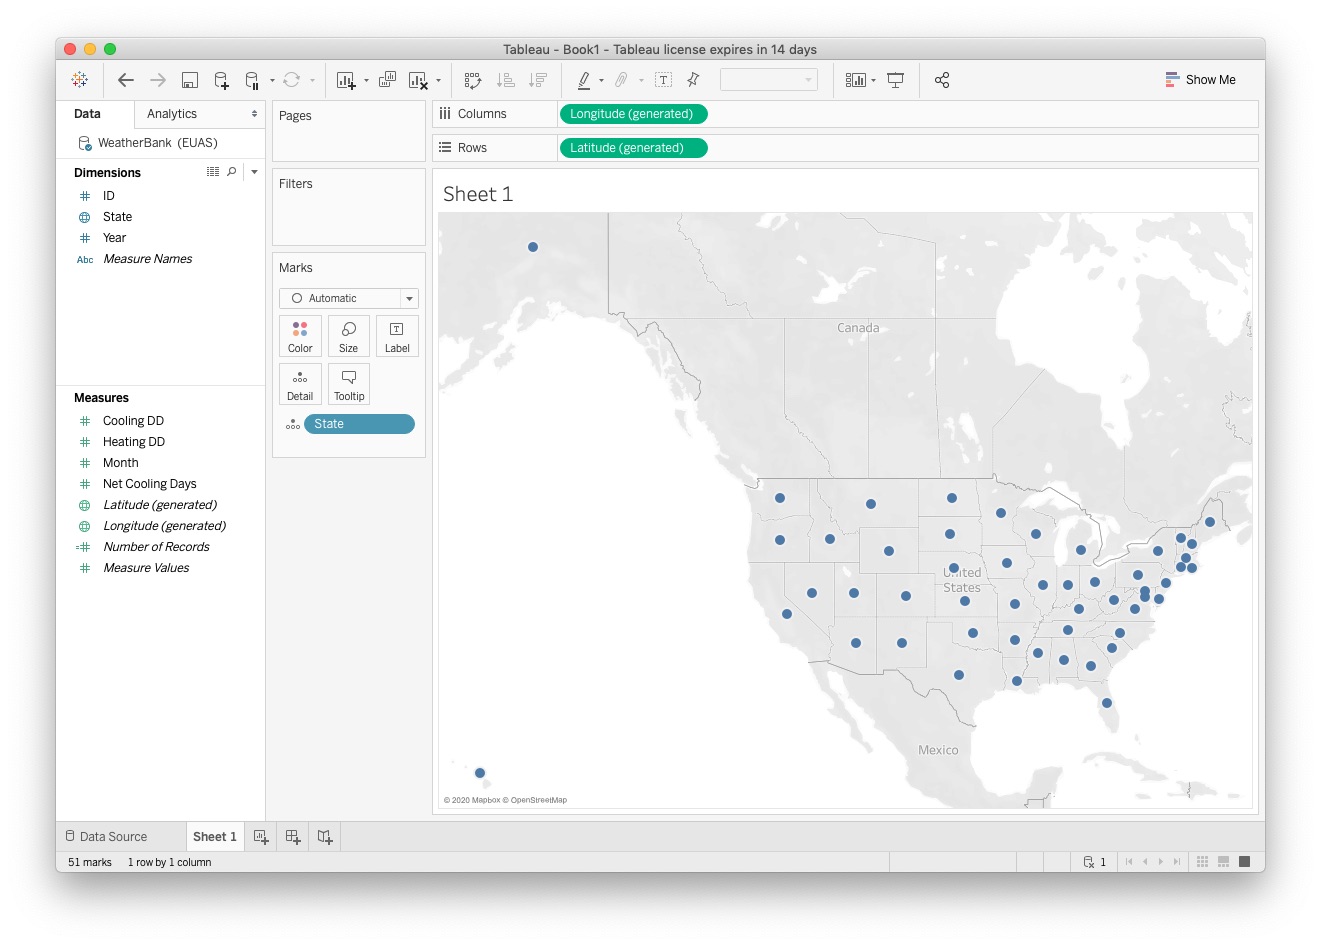 Tableau - Book1 - Tableau license expires in 14 days
Show Me
Data
Analytics
WeatherBank (EUAS)
Dimensions
ID
State
Year
Abc Measure Names
Measures
Cooling DD
Heating DD
Month
Net Cooling Days
Latitude (generated)
Longitude (generated)
Number of Records
Measure Values
Pages
Filters
Marks
Automatic
Color
Size
Label
Detail
Tooltip
State
Columns
Longitude (generated)
Rows
Latitude (generated)
Sheet 1
Canada
United
States
Mexico
© 2020 Mapbox © OpenStreetMap
Data Source
Sheet 1
51 marks
1 row by 1 column
1